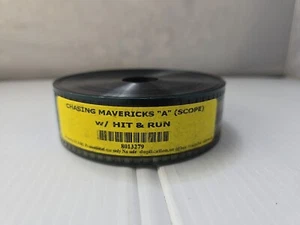 CHASING MAVERICKS "A" (SCOPE)
w/ HIT & RUN
8013279